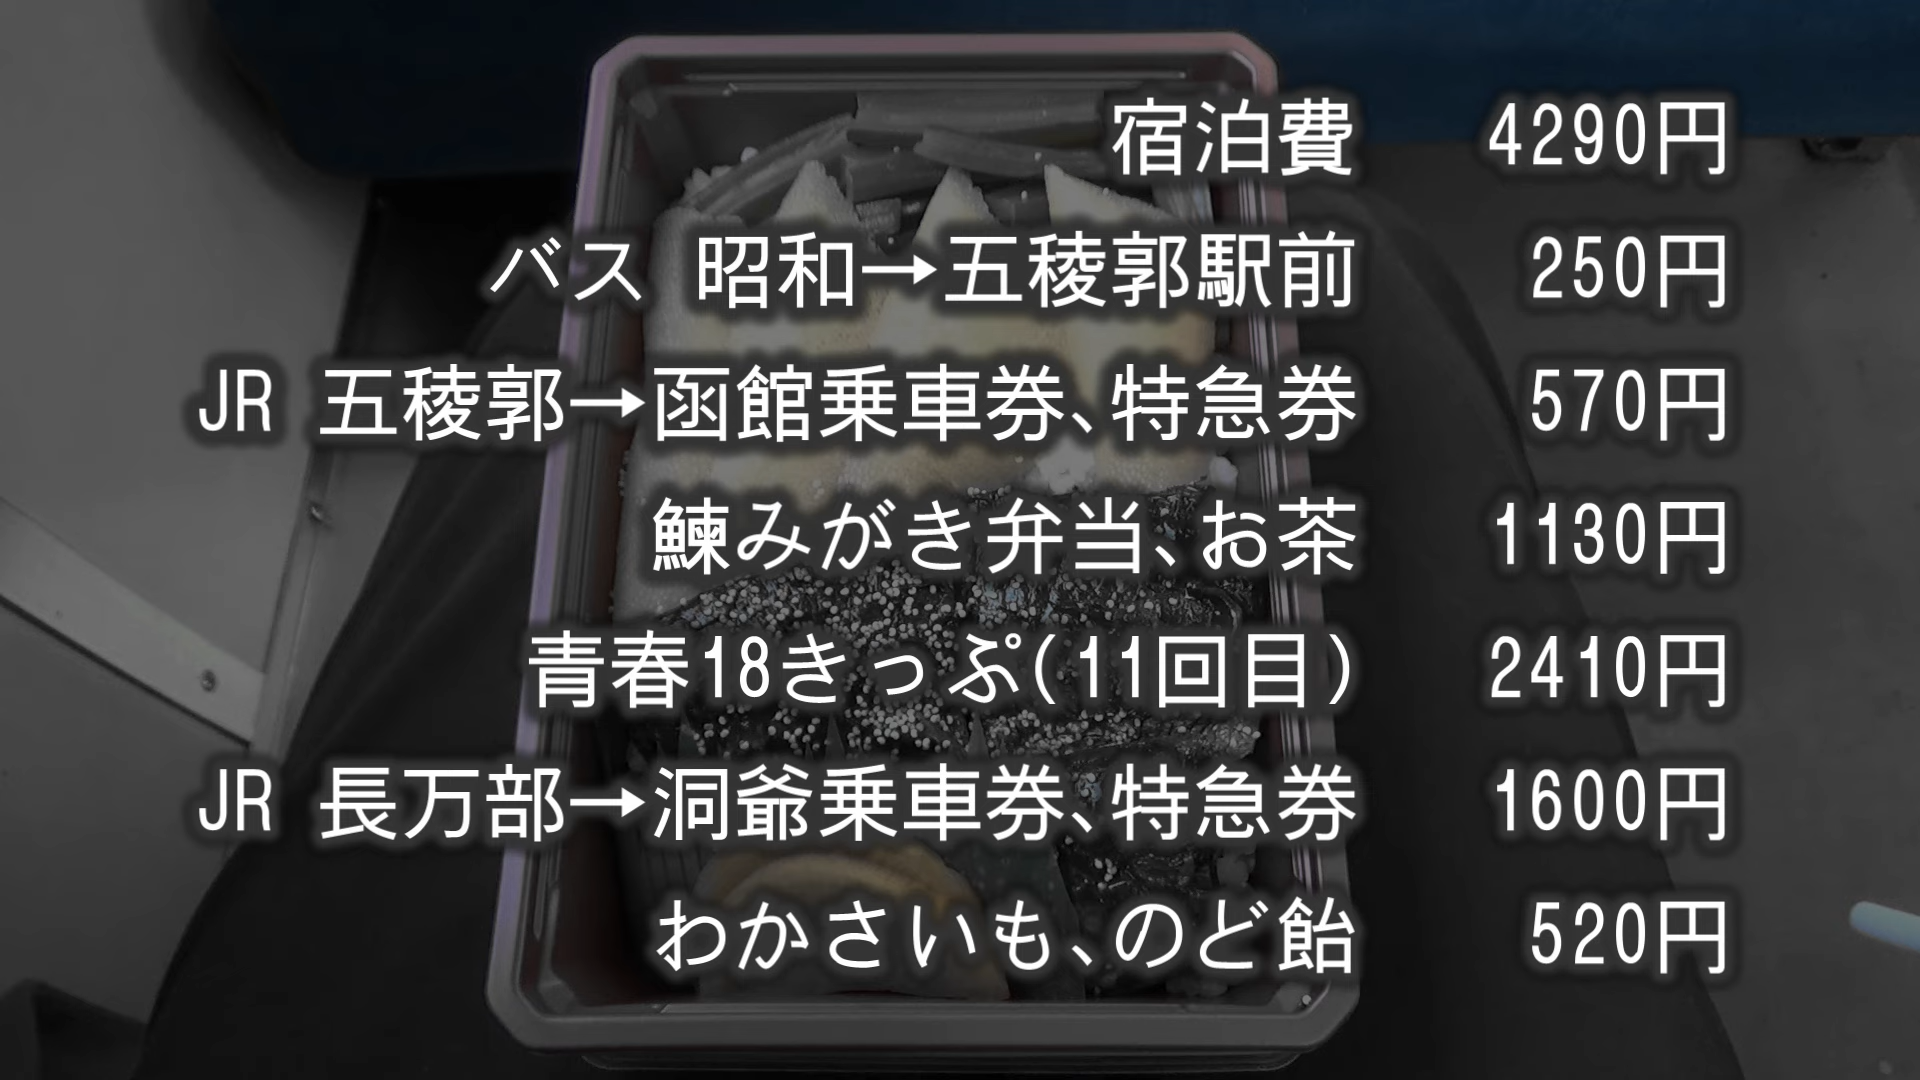 宿泊費 4290円
バス 昭和→五稜郭駅前 250円
JR 五稜郭→函館乗車券、特急券 570円
鰊みがき弁当、お茶 1130円
青春18きっぷ(11回目) 2410円
JR 長万部→洞爺乗車券、特急券 1600円
わかさいも、のど飴 520円